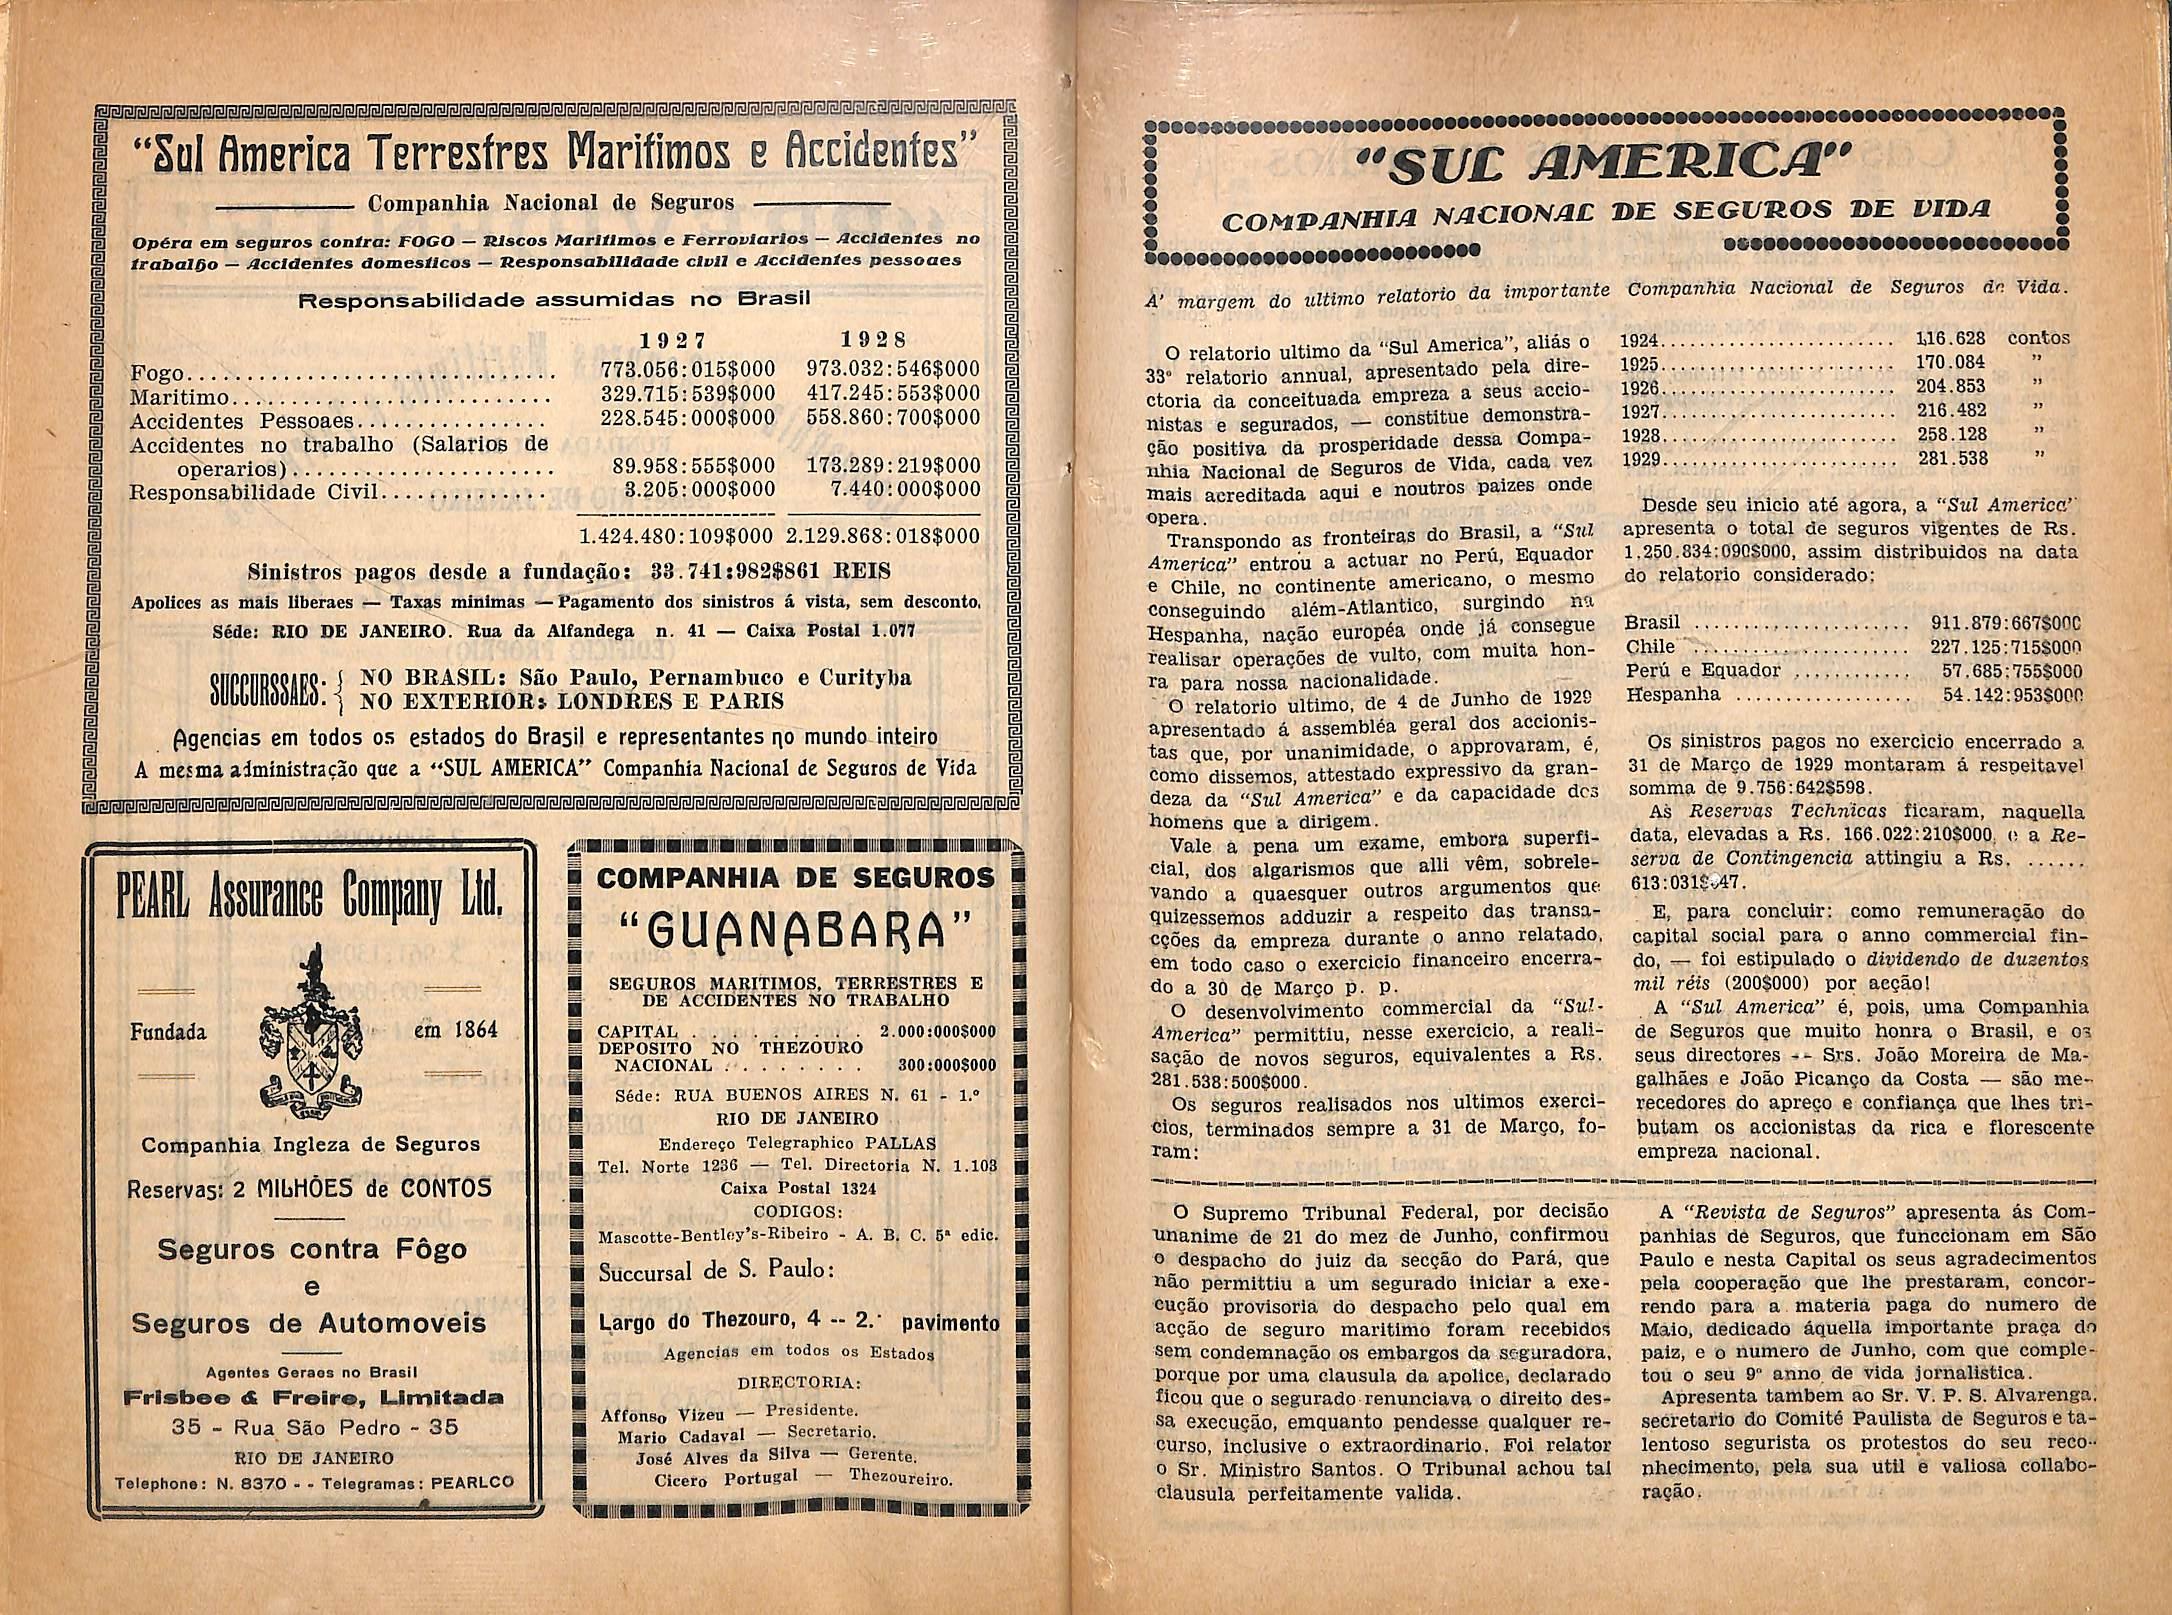 “Sul America Terrestres Maritimos e Accidentes”
Companhia Nacional de Seguros
Opéra em seguros contra: FOGO — Riscos Maritimos e Ferroviarios — Accidentes no
trabalho — Accidentes domesticos — Responsabilidade civil e Accidentes pessoaes
Responsabilidade assumidas no Brasil
1927 1928
Fogo............................... 773.056:015$000 973.032:546$000
Maritimo........................... 329.715:539$000 417.245:553$000
Accidentes Pessoaes................ 228.545:000$000 558.860:700$000
Accidentes no trabalho (Salarios de
operarios)...................... 89.958:555$000 173.289:219$000
Responsabilidade Civil.............. 3.205:000$000 7.440:000$000
1.424.480:109$000 2.129.868:018$000
Sinistros pagos desde a fundação: 33.741:982$861 REIS
Apolices as mais liberaes — Taxas minimas — Pagamento dos sinistros á vista, sem desconto.
Séde: RIO DE JANEIRO. Rua da Alfandega n. 41 — Caixa Postal 1.077
SUCCURSSAES: { NO BRASIL: São Paulo, Pernambuco e Curityba
NO EXTERIOR: LONDRES E PARIS
Agencias em todos os estados do Brasil e representantes no mundo inteiro
A mesma administração que a “SUL AMERICA” Companhia Nacional de Seguros de Vida
PEARL Assurance Company Ltd.
Fundada em 1864
Companhia Ingleza de Seguros
Reservas: 2 MILHÕES de CONTOS
Seguros contra Fôgo
e
Seguros de Automoveis
Agentes Geraes no Brasil
Frisbee & Freire, Limitada
35 - Rua São Pedro - 35
RIO DE JANEIRO
Telephone: N. 8370 - - Telegramas: PEARLCO
COMPANHIA DE SEGUROS
“GUANABARA”
SEGUROS MARITIMOS, TERRESTRES E
DE ACCIDENTES NO TRABALHO
CAPITAL . . . . . . . . . . 2.000:000$000
DEPOSITO NO THEZOURO
NACIONAL . . . . . . . . 300:000$000
Séde: RUA BUENOS AIRES N. 61 - 1.º
RIO DE JANEIRO
Endereço Telegraphico PALLAS
Tel. Norte 1236 — Tel. Directoria N. 1.103
Caixa Postal 1324
CODIGOS:
Mascotte-Bentley's-Ribeiro - A. B. C. 5ª edic.
Succursal de S. Paulo:
Largo do Thezouro, 4 -- 2.º pavimento
Agencias em todos os Estados
DIRECTORIA:
Affonso Vizeu — Presidente.
Mario Cadaval — Secretario.
José Alves da Silva — Gerente.
Cicero Portugal — Thezoureiro.
“SUL AMERICA”
COMPANHIA NACIONAL DE SEGUROS DE VIDA
A' margem do ultimo relatorio da importante Companhia Nacional de Seguros de Vida.
O relatorio ultimo da “Sul America”, aliás o
33º relatorio annual, apresentado pela dire-
ctoria da conceituada empreza a seus accio-
nistas e segurados, — constitue demonstra-
ção positiva da prosperidade dessa Compa-
nhia Nacional de Seguros de Vida, cada vez
mais acreditada aqui e noutros paizes onde
opera.
Transpondo as fronteiras do Brasil, a “Sul
America” entrou a actuar no Perú, Equador
e Chile, no continente americano, o mesmo
conseguindo além-Atlantico, surgindo na
Hespanha, nação européa onde já consegue
realisar operações de vulto, com muita hon-
ra para nossa nacionalidade.
O relatorio ultimo, de 4 de Junho de 1929
apresentado á assembléa geral dos accionis-
tas que, por unanimidade, o approvaram, é,
como dissemos, attestado expressivo da gran-
deza da “Sul America” e da capacidade dos
homens que a dirigem.
Vale a pena um exame, embora superfi-
cial, dos algarismos que alli vêm, sobrele-
vando a quaesquer outros argumentos que
quizessemos adduzir a respeito das transa-
cções da empreza durante o anno relatado,
em todo caso o exercicio financeiro encerra-
do a 30 de Março p. p.
O desenvolvimento commercial da “Sul-
America” permittiu, nesse exercicio, a reali-
sação de novos seguros, equivalentes a Rs.
281.538:500$000.
Os seguros realisados nos ultimos exerci-
cios, terminados sempre a 31 de Março, fo-
ram:
1924........................ 116.628 contos
1925........................ 170.084 ”
1926........................ 204.853 ”
1927........................ 216.482 ”
1928........................ 258.128 ”
1929........................ 281.538 ”
Desde seu inicio até agora, a “Sul America”
apresenta o total de seguros vigentes de Rs.
1.250.834:090$000, assim distribuidos na data
do relatorio considerado:
Brasil ...................... 911.879:667$000
Chile ...................... 227.125:715$000
Perú e Equador ............ 57.685:755$000
Hespanha .................. 54.142:953$000
Os sinistros pagos no exercicio encerrado a
31 de Março de 1929 montaram á respeitavel
somma de 9.756:642$598.
As Reservas Technicas ficaram, naquella
data, elevadas a Rs. 166.022:210$000, e a Re-
serva de Contingencia attingiu a Rs. ......
E, para concluir: como remuneração do
capital social para o anno commercial fin-
do, — foi estipulado o dividendo de duzentos
mil réis (200$000) por acção!
A “Sul America” é, pois, uma Companhia
de Seguros que muito honra o Brasil, e os
seus directores -- Srs. João Moreira de Ma-
galhães e João Picanço da Costa — são me-
recedores do apreço e confiança que lhes tri-
butam os accionistas da rica e florescente
empreza nacional.
O Supremo Tribunal Federal, por decisão
unanime de 21 do mez de Junho, confirmou
o despacho do juiz da secção do Pará, que
não permittiu a um segurado iniciar a exe-
cução provisoria do despacho pelo qual em
acção de seguro maritimo foram recebidos
sem condemnação os embargos da seguradora,
porque por uma clausula da apolice, declarado
ficou que o segurado renunciava o direito des-
sa execução, emquanto pendesse qualquer re-
curso, inclusive o extraordinario. Foi relator
o Sr. Ministro Santos. O Tribunal achou tal
clausula perfeitamente valida.
A “Revista de Seguros” apresenta ás Com-
panhias de Seguros, que funccionam em São
Paulo e nesta Capital os seus agradecimentos
pela cooperação que lhe prestaram, concor-
rendo para a materia paga do numero de
Maio, dedicado áquella importante praça do
paiz, e o numero de Junho, com que comple-
tou o seu 9º anno de vida jornalistica.
Apresenta tambem ao Sr. V. P. S. Alvarenga,
secretario do Comité Paulista de Seguros e ta-
lentoso segurista os protestos do seu reco-
nhecimento, pela sua util e valiosa collabo-
ração.